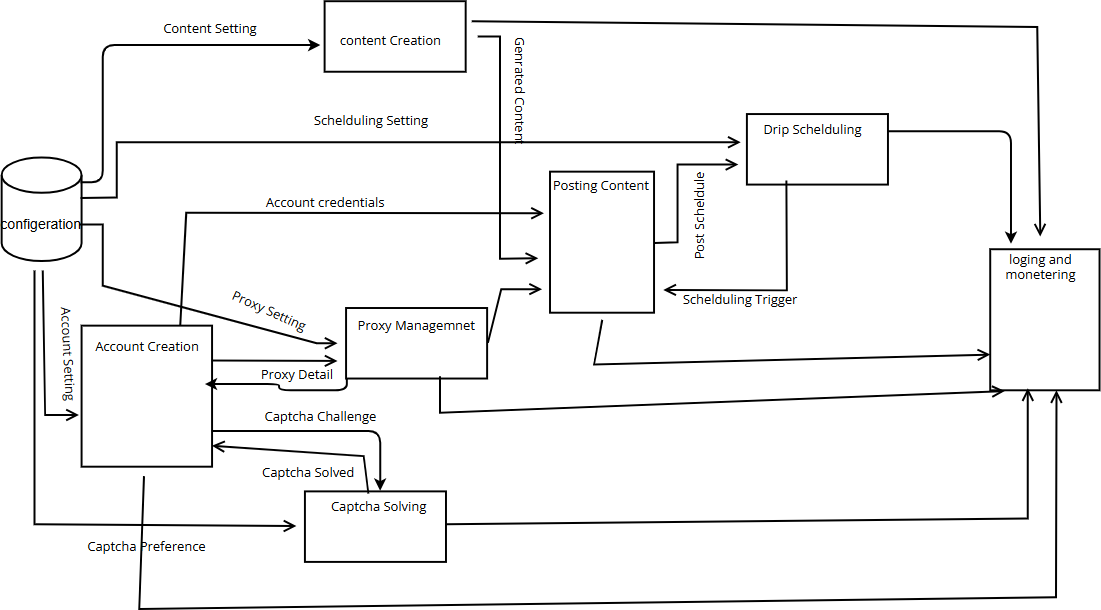 Content Setting
content Creation
Genrated Content
Schelduling Setting
Drip Schelduling
configeration
Posting Content
Account credentials
Post Scheldule
loging and
monetering
Proxy Setting
Schelduling Trigger
Account Setting
Account Creation
Proxy Managemnet
Proxy Detail
Captcha Challenge
Captcha Solved
Captcha Solving
Captcha Preference